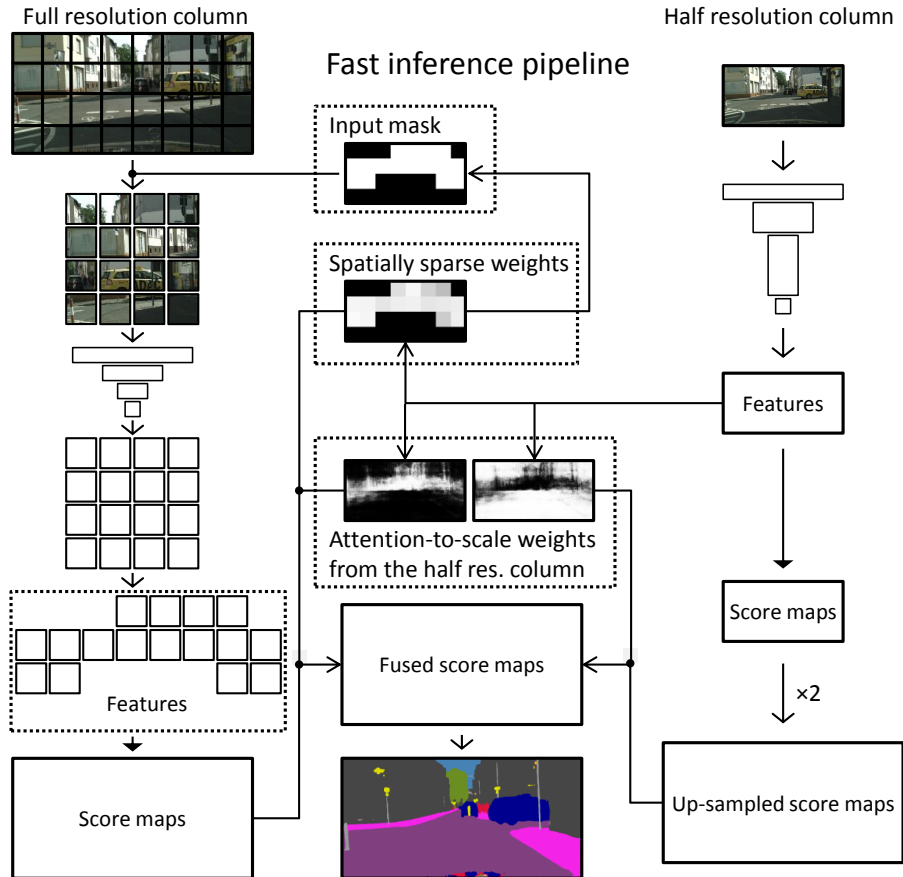 Full resolution column
Half resolution column
Fast inference pipeline
Input mask
Spatially sparse weights
Features
Attention-to-scale weights
from the half res. column
Score maps
Fused score maps
×2
Features
Score maps
Up-sampled score maps